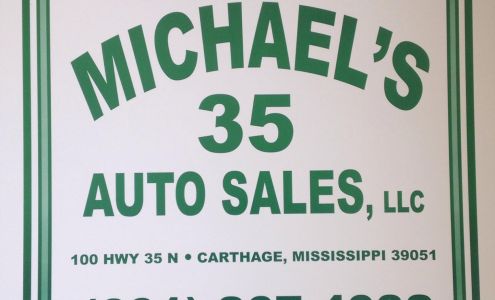 MICHAEL'S
35
AUTO SALES, LLC
100 HWY 35 N • CARTHAGE, MISSISSIPPI 39051